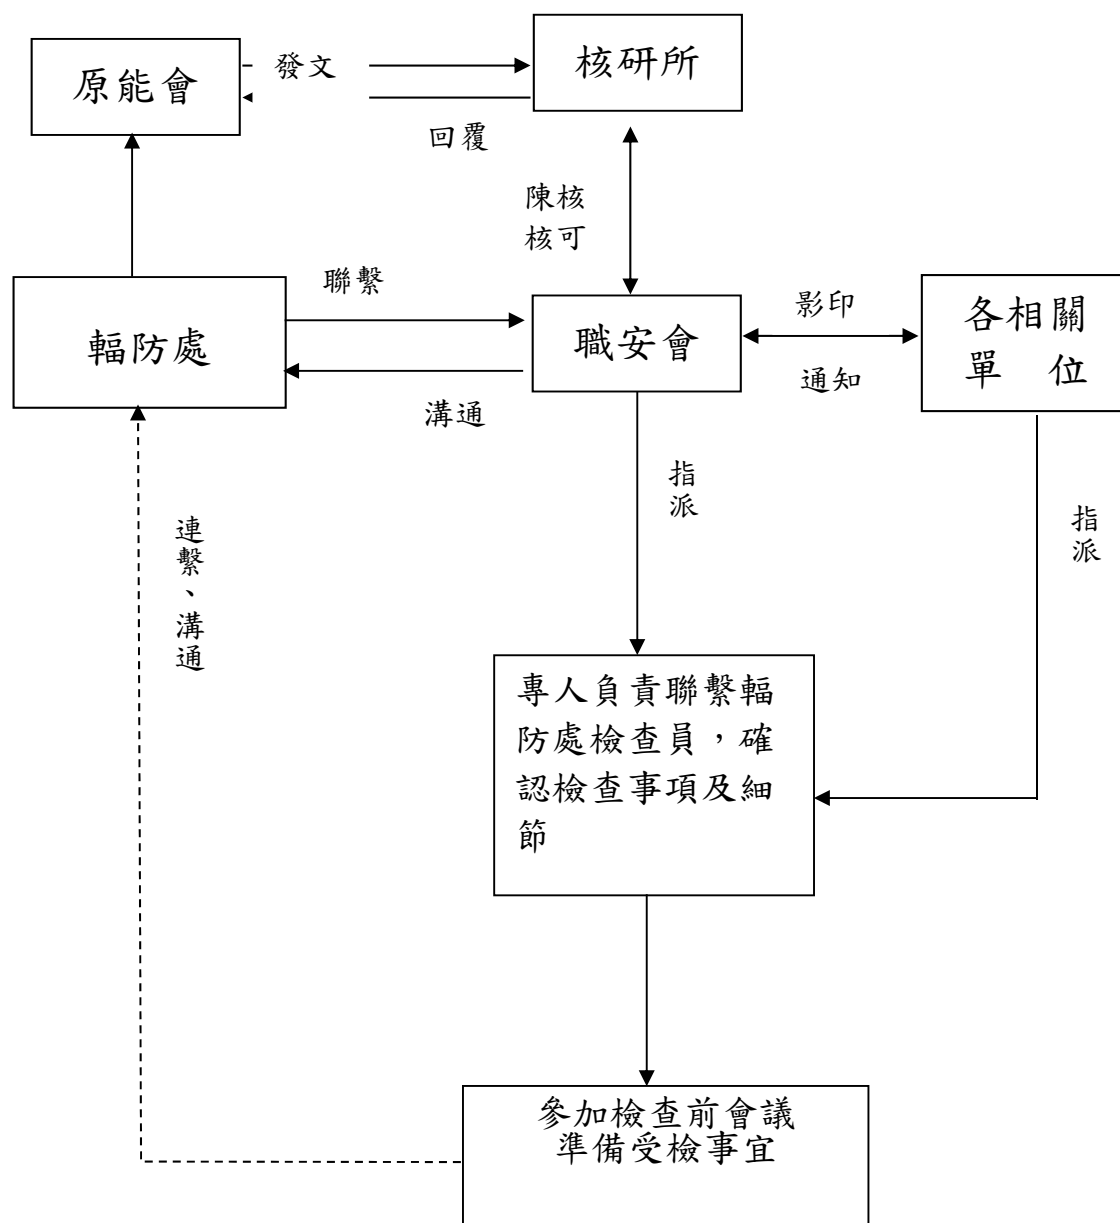 原能會
發文
核研所
回覆
陳核
核可
輻防處
聯繫
溝通
職安會
影印
通知
各相關
單　位
指派
指派
連繫、溝通
專人負責聯繫輻
防處檢查員，確
認檢查事項及細
節
參加檢查前會議
準備受檢事宜